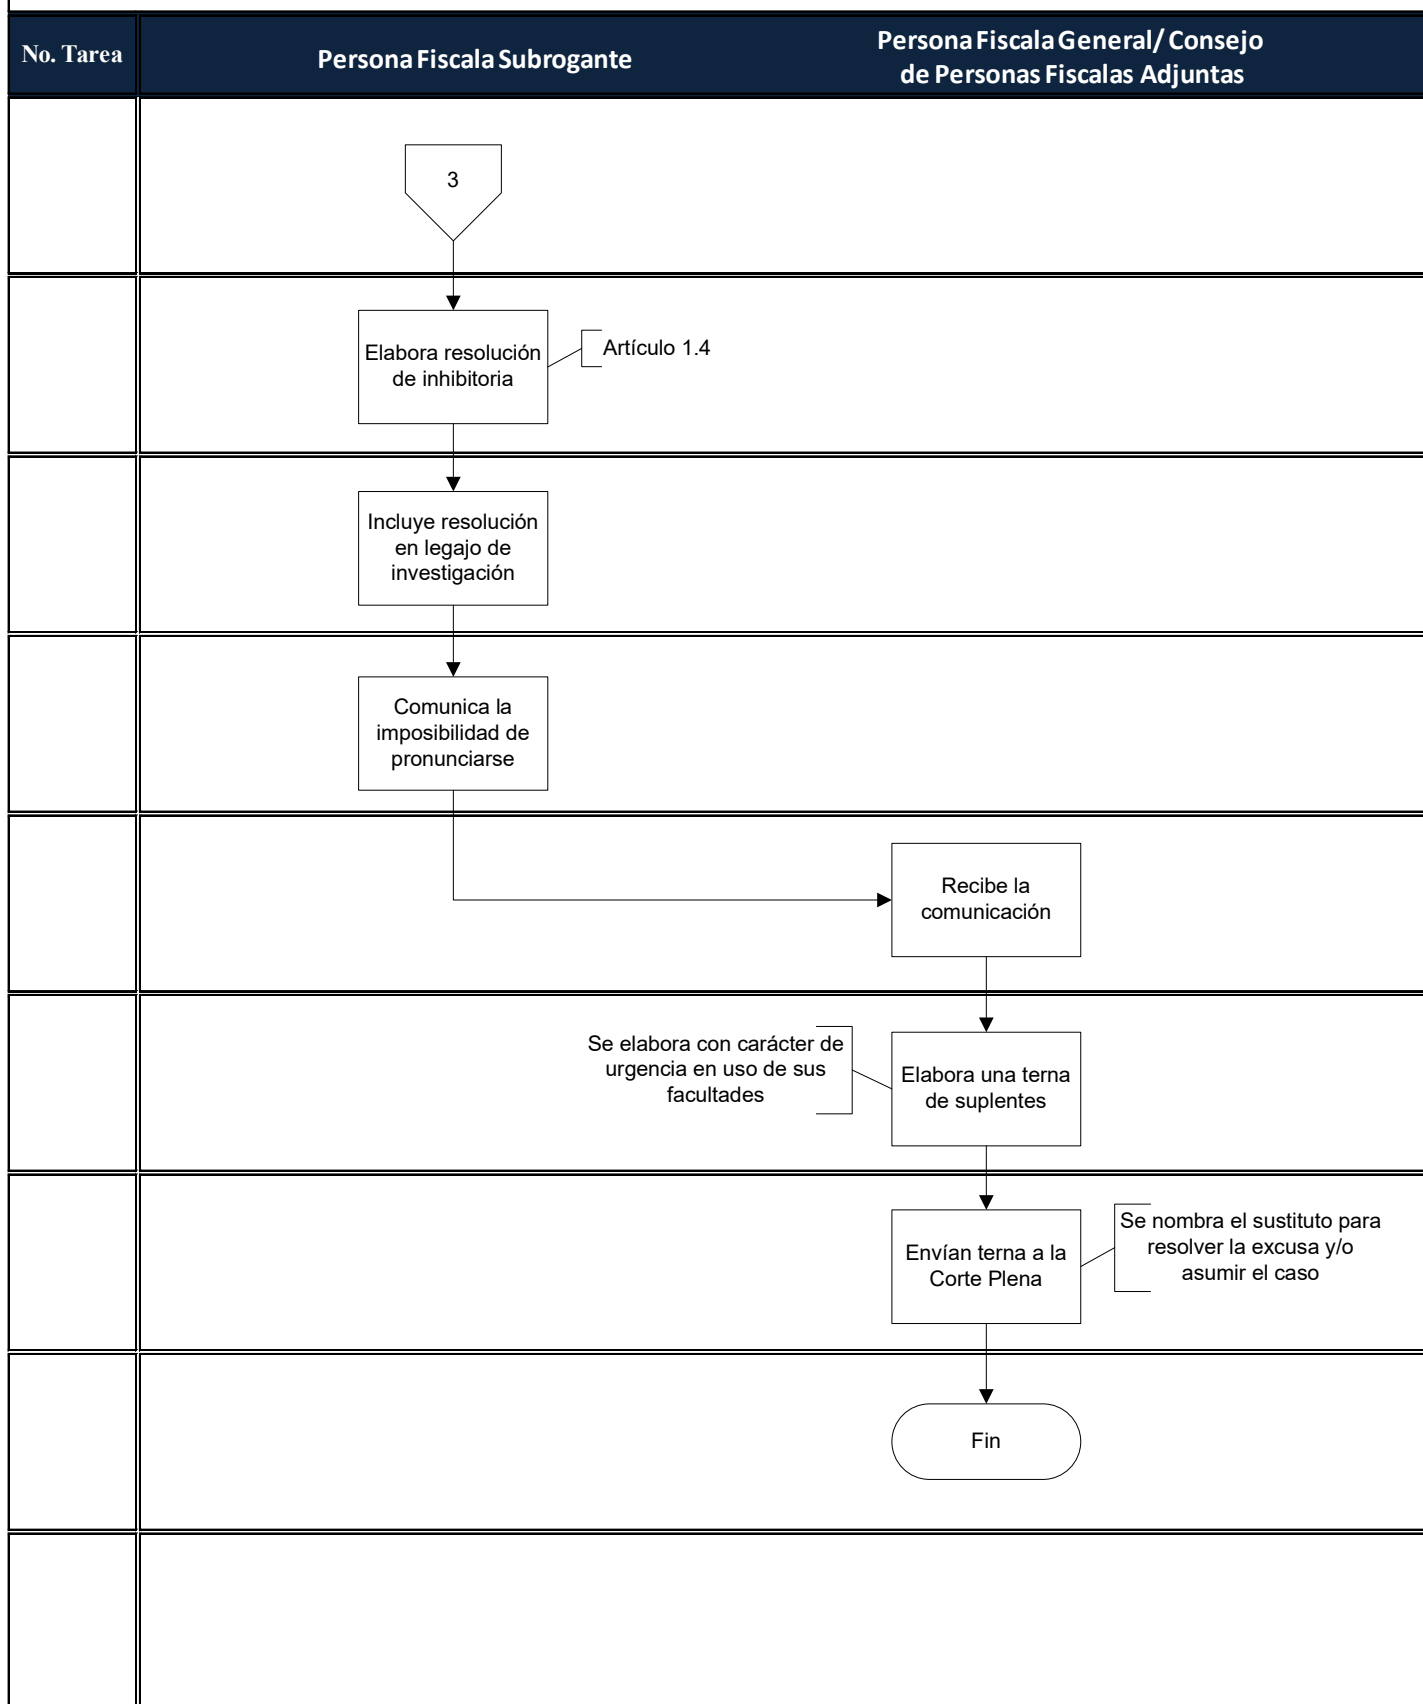 No. Tarea
Persona Fiscala Subrogante
Persona Fiscala General/ Consejo
de Personas Fiscalas Adjuntas
3
Elabora resolución
de inhibitoria
Artículo 1.4
Incluye resolución
en legajo de
investigación
Comunica la
imposibilidad de
pronunciarse
Recibe la
comunicación
Se elabora con carácter de
urgencia en uso de sus
facultades
Elabora una terna
de suplentes
Envían terna a la
Corte Plena
Se nombra el sustituto para
resolver la excusa y/o
asumir el caso
Fin